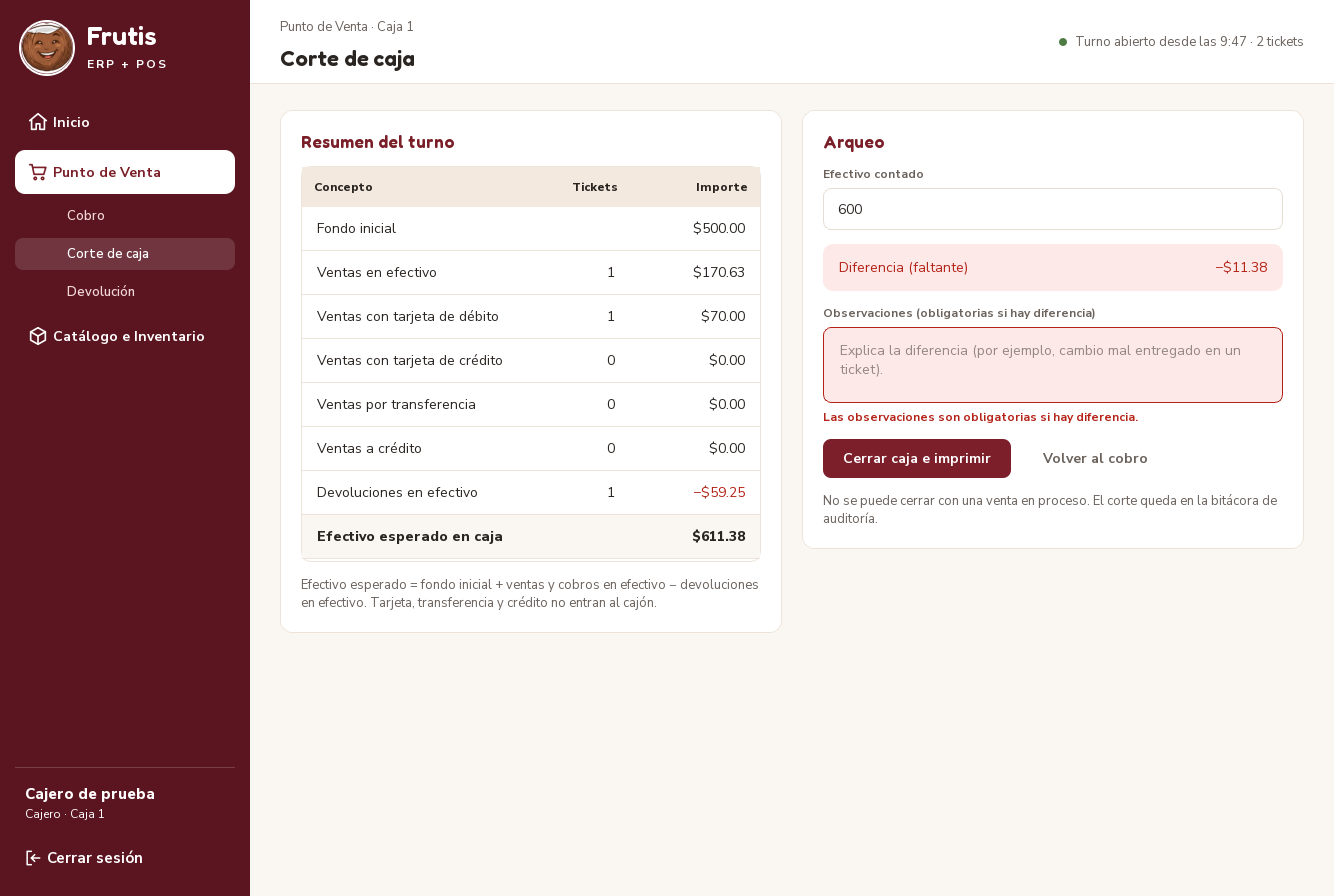 Frutis
ERP + POS
Inicio
Punto de Venta
Cobro
Corte de caja
Devolución
Catálogo e Inventario
Cajero de prueba
Cajero · Caja 1
Cerrar sesión
Punto de Venta · Caja 1
Corte de caja
Turno abierto desde las 9:47 · 2 tickets
Resumen del turno
Concepto Tickets Importe
Fondo inicial $500.00
Ventas en efectivo 1 $170.63
Ventas con tarjeta de débito 1 $70.00
Ventas con tarjeta de crédito 0 $0.00
Ventas por transferencia 0 $0.00
Ventas a crédito 0 $0.00
Devoluciones en efectivo 1 −$59.25
Efectivo esperado en caja $611.38
Efectivo esperado = fondo inicial + ventas y cobros en efectivo − devoluciones
en efectivo. Tarjeta, transferencia y crédito no entran al cajón.
Arqueo
Efectivo contado
600
Diferencia (faltante) −$11.38
Observaciones (obligatorias si hay diferencia)
Explica la diferencia (por ejemplo, cambio mal entregado en un
ticket).
Las observaciones son obligatorias si hay diferencia.
Cerrar caja e imprimir
Volver al cobro
No se puede cerrar con una venta en proceso. El corte queda en la bitácora de
auditoría.